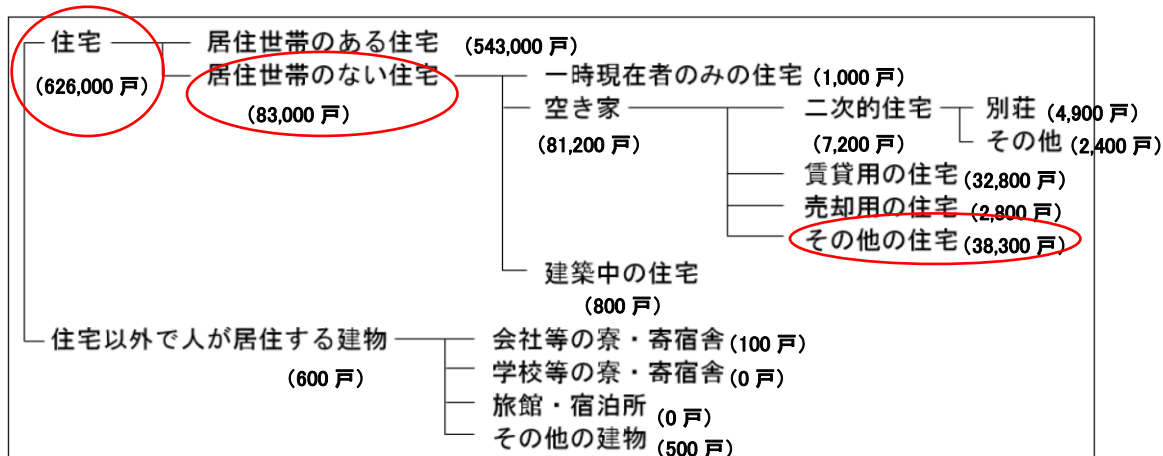 住宅
(626,000 戸)
居住世帯のある住宅 (543,000 戸)
居住世帯のない住宅
(83,000 戸)
一時現在者のみの住宅 (1,000 戸)
空き家
(81,200 戸)
二次的住宅
(7,200 戸)
別荘 (4,900 戸)
その他 (2,400 戸)
賃貸用の住宅 (32,800 戸)
売却用の住宅 (2,800 戸)
その他の住宅 (38,300 戸)
建築中の住宅
(800 戸)
住宅以外で人が居住する建物
(600 戸)
会社等の寮・寄宿舎 (100 戸)
学校等の寮・寄宿舎 (0 戸)
旅館・宿泊所 (0 戸)
その他の建物 (500 戸)